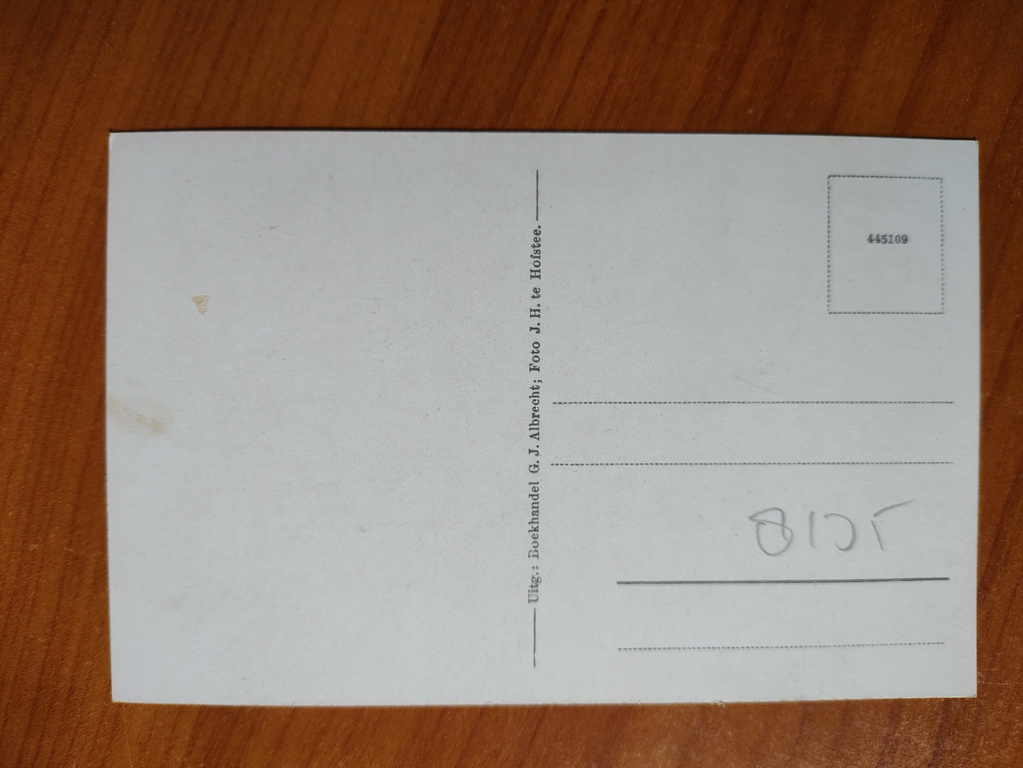 Uitg.: Boekhandel G. J. Albrecht; Foto J. H. te Hofstee.
445109